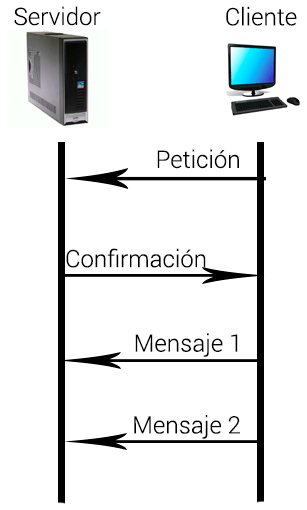 Servidor
Cliente
Petición
Confirmación
Mensaje 1
Mensaje 2